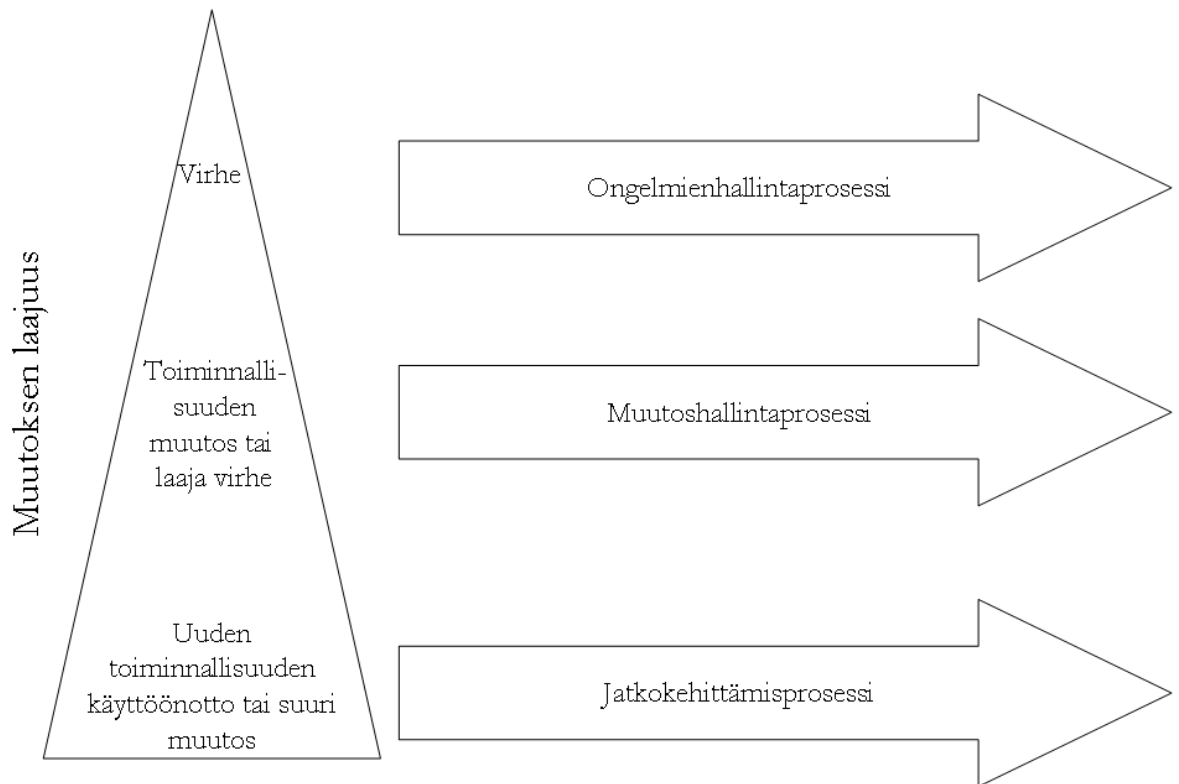 Muutoksen laajuus
Virhe
Ongelmienhallintaprosessi
Toiminnalli-
suuden
muutos tai
laaja virhe
Muutoshallintaprosessi
Uuden
toiminnallisuuden
käyttöönotto tai suuri
muutos
Jatkokehittämisprosessi